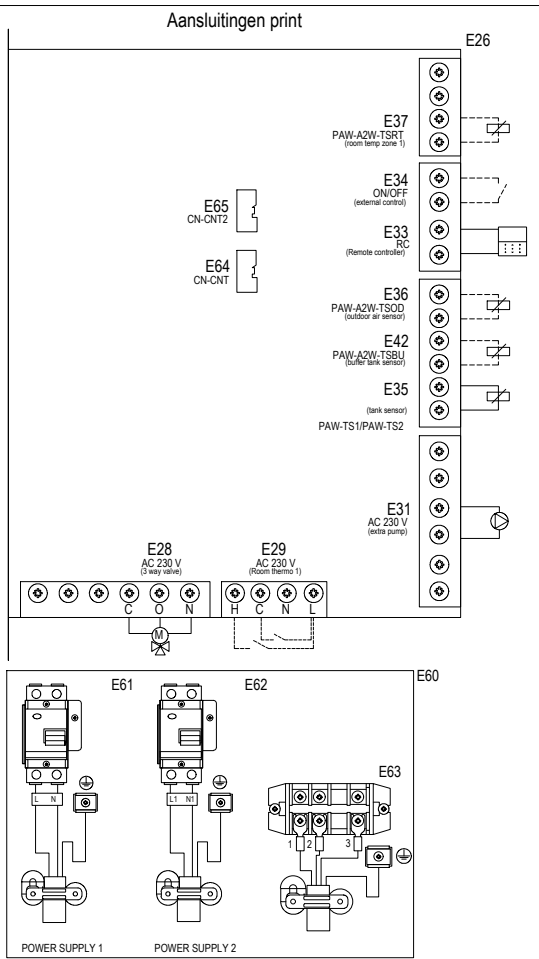 Aansluitingen print
E26
E37
PAW-A2W-TSRT
(room temp zone 1)
E34
ON/OFF
(external control)
E65
CN-CNT2
E33
RC
(Remote controller)
E64
CN-CNT
E36
PAW-A2W-TSOD
(outdoor air sensor)
E42
PAW-A2W-TSBU
(buffer tank sensor)
E35
(tank sensor)
PAW-TS1/PAW-TS2
E31
AC 230 V
(extra pump)
E28
AC 230 V
(3 way valve)
E29
AC 230 V
(Room thermo 1)
C O N
H C N L
M
E60
E61
E62
L N
L1 N1
E63
1 2 3
POWER SUPPLY 1
POWER SUPPLY 2